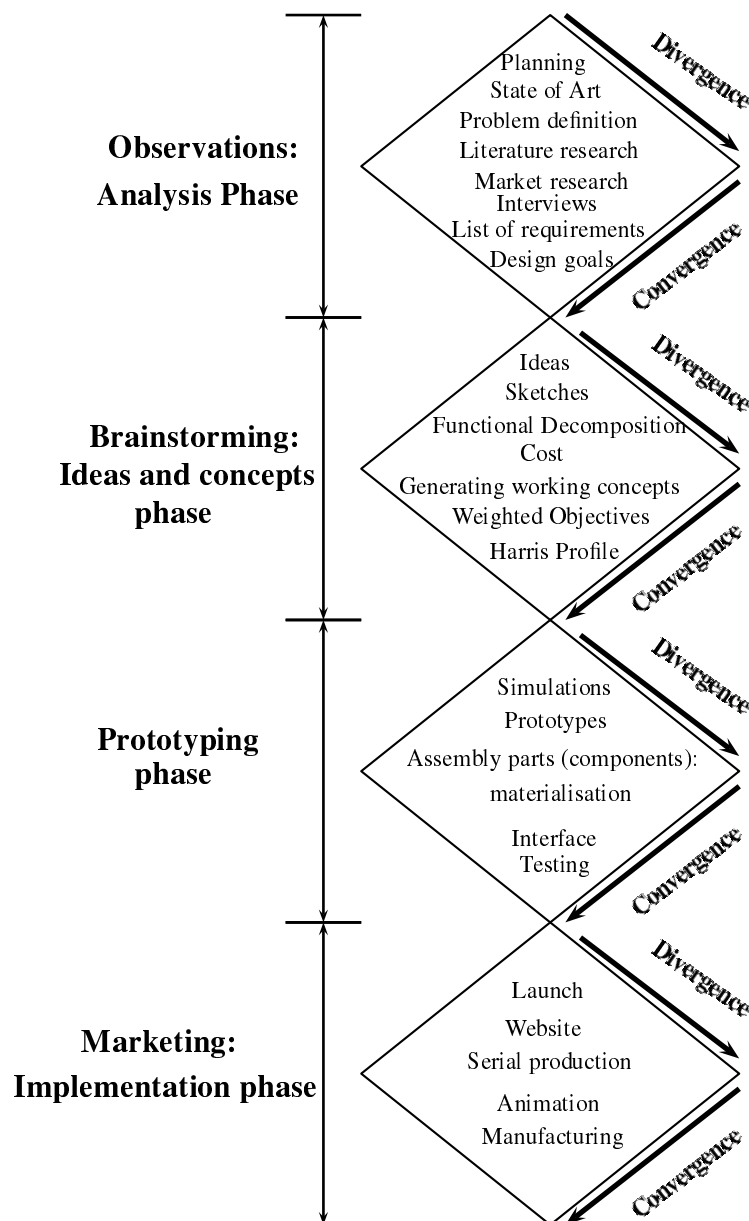 Observations:
Analysis Phase
Planning
State of Art
Problem definition
Literature research
Market research
Interviews
List of requirements
Design goals
Divergence
Convergence
Brainstorming:
Ideas and concepts
phase
Ideas
Sketches
Functional Decomposition
Cost
Generating working concepts
Weighted Objectives
Harris Profile
Divergence
Convergence
Prototyping
phase
Simulations
Prototypes
Assembly parts (components):
materialisation
Interface
Testing
Divergence
Convergence
Marketing:
Implementation phase
Launch
Website
Serial production
Animation
Manufacturing
Divergence
Convergence